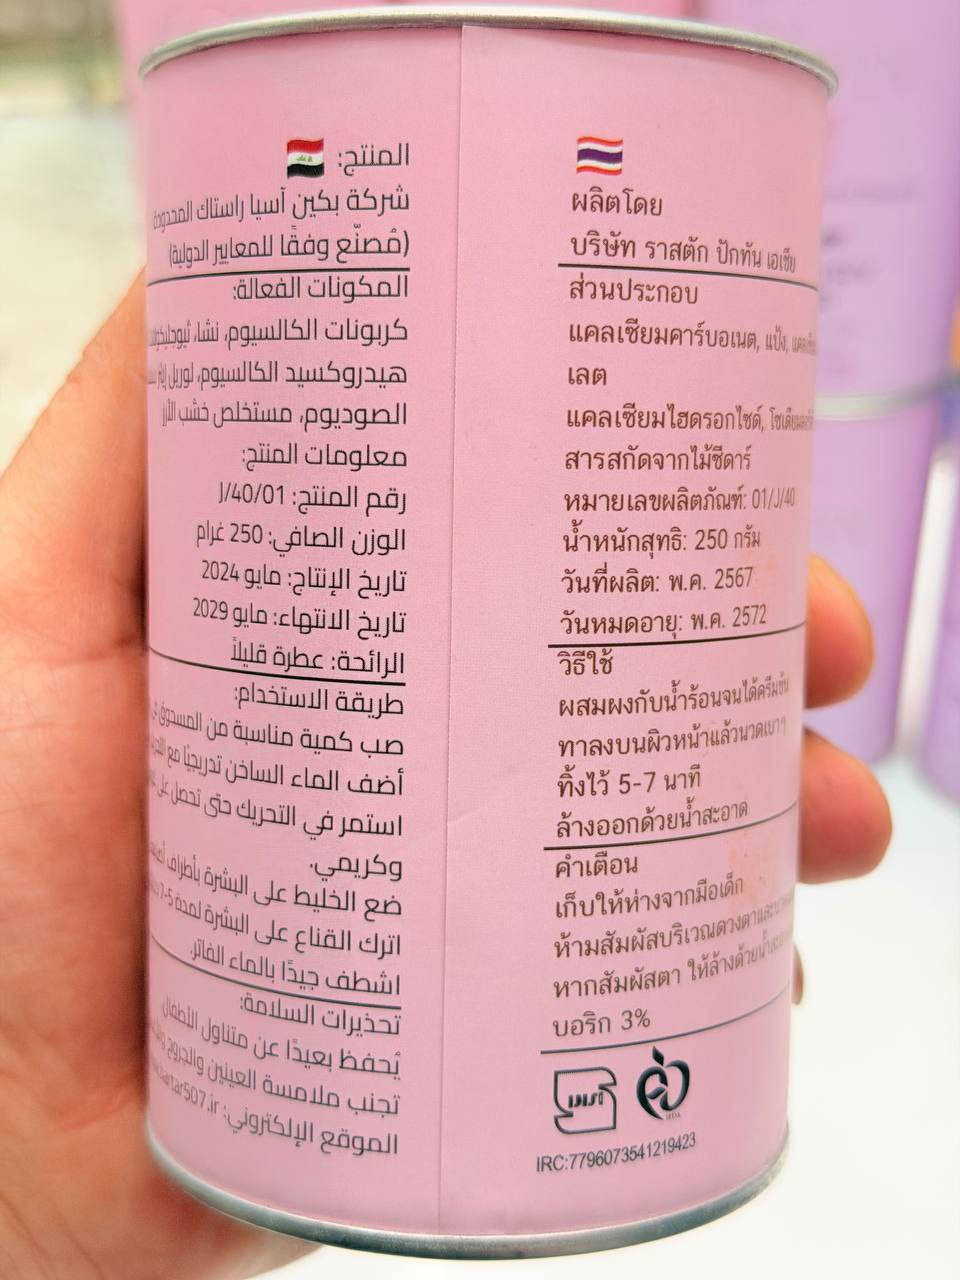 المنتج:
شركة بكين آسيا راستاك المحدودة
(مُصنّع وفقًا للمعايير الدولية)
المكونات الفعالة:
كربونات الكالسيوم، نشا،
هيدروكسيد الكالسيوم، لوريل إيثر
الصوديوم، مستخلص خشب الأرز
معلومات المنتج:
رقم المنتج: J/40/01
الوزن الصافي: 250 غرام
تاريخ الإنتاج: مايو 2024
تاريخ الانتهاء: مايو 2029
الرائحة: عطرة قليلاً
طريقة الاستخدام:
صب كمية مناسبة من المسحوق
أضف الماء الساخن تدريجيًا مع
استمر في التحريك حتى تحصل على
وكريمي.
ضع الخليط على البشرة بأطراف
اترك القناع على البشرة لمدة 5-7
اشطف جيدًا بالماء الفاتر.
تحذيرات السلامة:
يُحفظ بعيدًا عن متناول الأطفال
تجنب ملامسة العينين والجروح
الموقع الإلكتروني: tartar507.ir
ผลิตโดย
บริษัท ราสตัก ปักทัน เอเชีย
ส่วนประกอบ
แคลเซียมคาร์บอเนต, แป้ง,
เลต
แคลเซียมไฮดรอกไซด์,
สารสกัดจากไม้ซีดาร์
หมายเลขผลิตภัณฑ์: 01/J/40
น้ำหนักสุทธิ: 250 กรัม
วันที่ผลิต: พ.ค. 2567
วันหมดอายุ: พ.ค. 2572
วิธีใช้
ผสมผงกับน้ำร้อนจนได้ครีมข้น
ทาลงบนผิวหน้าแล้วนวดเบาๆ
ทิ้งไว้ 5-7 นาที
ล้างออกด้วยน้ำสะอาด
คำเตือน
เก็บให้ห่างจากมือเด็ก
ห้ามสัมผัสบริเวณดวงตาและ
หากสัมผัสตา ให้ล้างด้วยน้ำ
บอริก 3%
IRC:7796073541219423